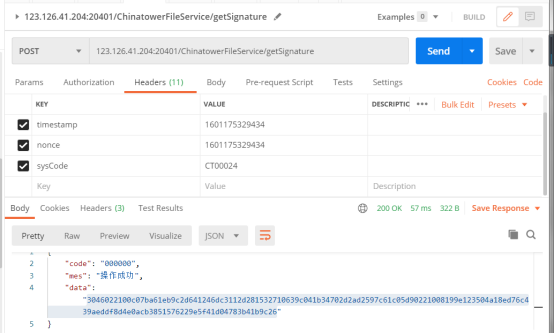 123.126.41.204:20401/ChinatowerFileService/getSignature
Examples 0 BUILD
POST 123.126.41.204:20401/ChinatowerFileService/getSignature Send Save
Params Authorization Headers (11) Body Pre-request Script Tests Settings Cookies Code
KEY VALUE DESCRIPTIC ••• Bulk Edit Presets
timestamp 1601175329434
nonce 1601175329434
sysCode CT00024
Key Value Description
Body Cookies Headers (3) Test Results 200 OK 57 ms 322 B Save Response
Pretty Raw Preview Visualize JSON
{
2 "code": "000000",
3 "mes": "操作成功",
4 "data":
"3046022100c07ba61eb9c2d641246dc3112d281532710639c041b34702d2ad2597c61c05d90221008199e123504a18ed76c4
39aeddf8d4e0acb3851576229e5f41d04783b41b9c26"
5 }